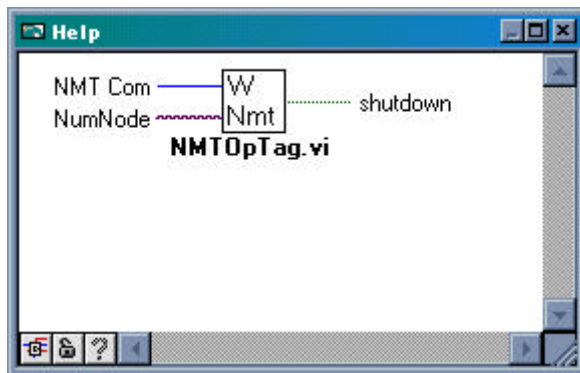 Help
NMT Com
W
NumNode
Nmt
shutdown
NMTOpTag.vi
?